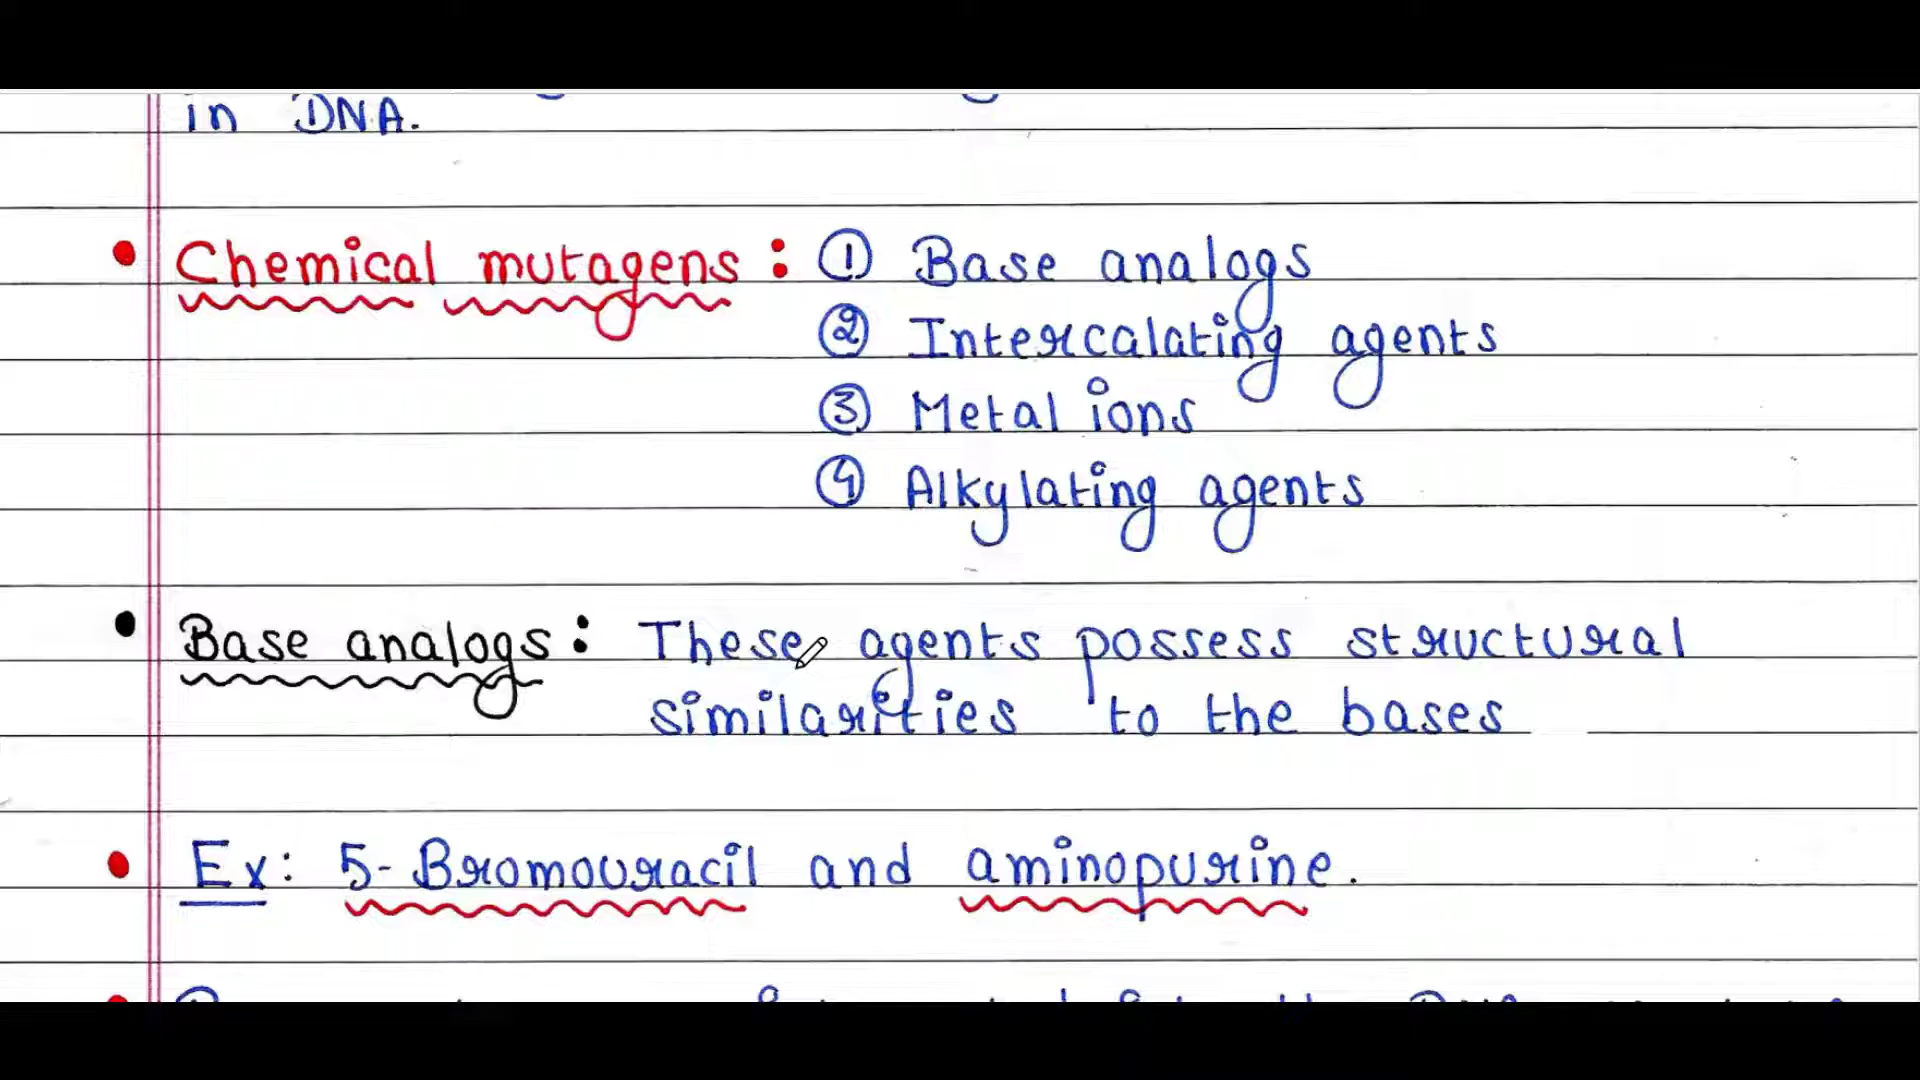 in DNA.
• Chemical mutagens : ① Base analogs
② Intercalating agents
③ Metal ions
④ Alkylating agents
• Base analogs : These agents possess structural
similarities to the bases
• Ex : 5-Bromouracil and aminopurine.